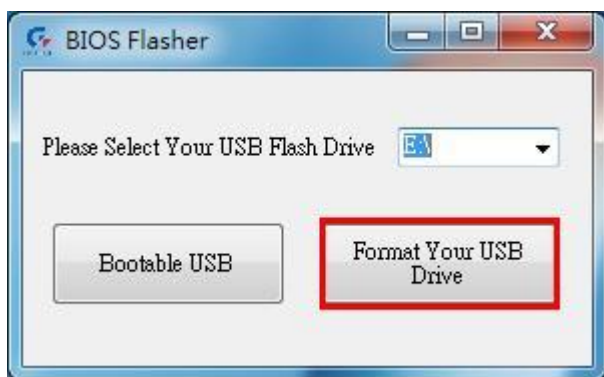 BIOS Flasher
Please Select Your USB Flash Drive E:\
Bootable USB
Format Your USB
Drive